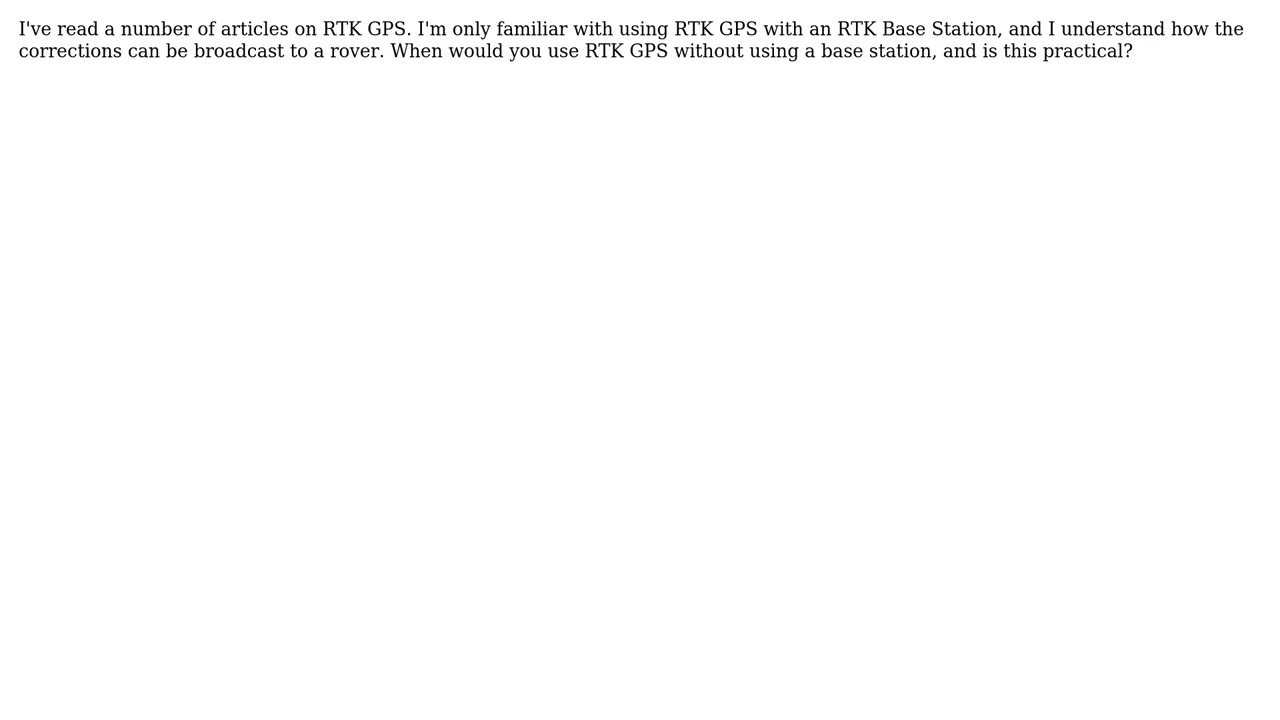 I've read a number of articles on RTK GPS. I'm only familiar with using RTK GPS with an RTK Base Station, and I understand how the
corrections can be broadcast to a rover. When would you use RTK GPS without using a base station, and is this practical?